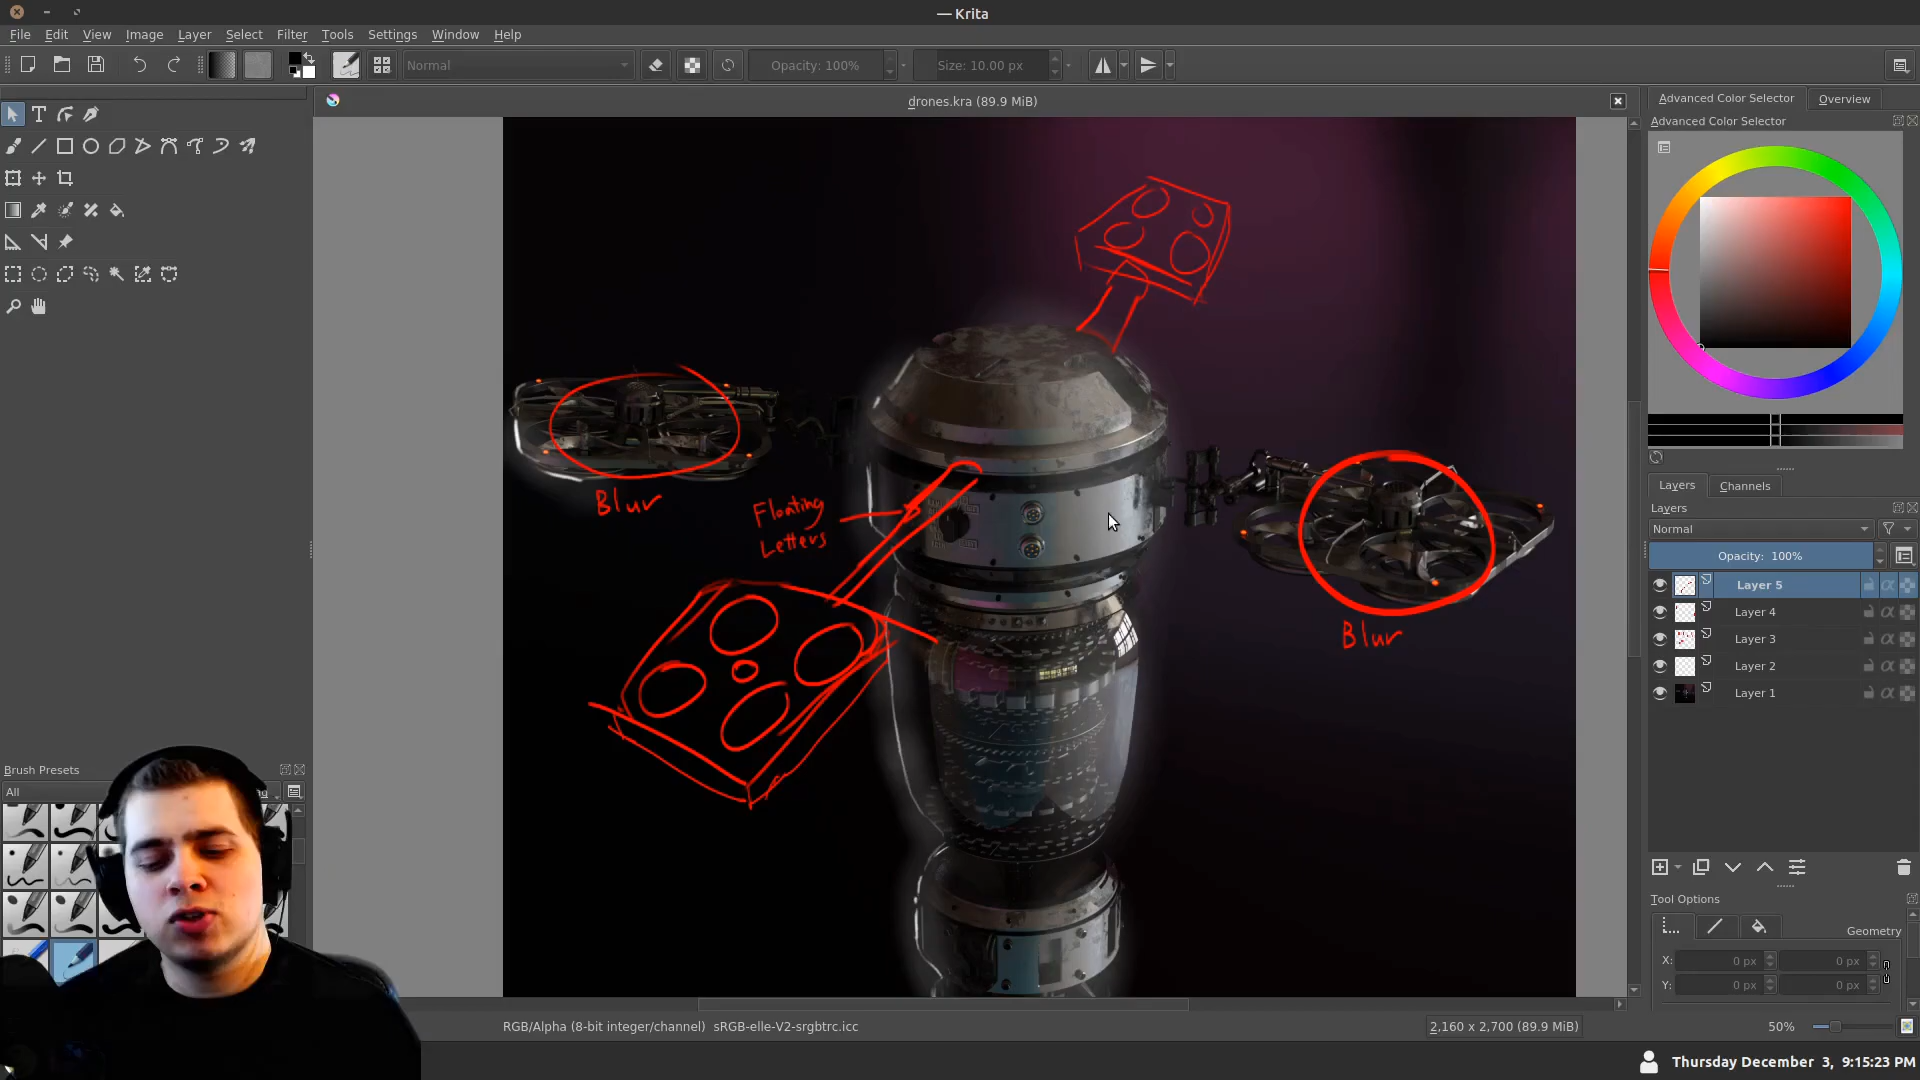 — Krita
File Edit View Image Layer Select Filter Tools Settings Window Help
Normal
Opacity: 100%
Size: 10.00 px
drones.kra (89.9 MiB)
Advanced Color Selector
Overview
Advanced Color Selector
Blur
Floating
Letters
Blur
Layers
Channels
Layers
Normal
Opacity: 100%
Layer 5
Layer 4
Layer 3
Layer 2
Layer 1
Brush Presets
All
Tool Options
Geometry
X: 0 px 0 px
Y: 0 px 0 px
RGB/Alpha (8-bit integer/channel) sRGB-elle-V2-srgbtrc.icc
2,160 x 2,700 (89.9 MiB)
50%
Thursday December 3, 9:15:23 PM